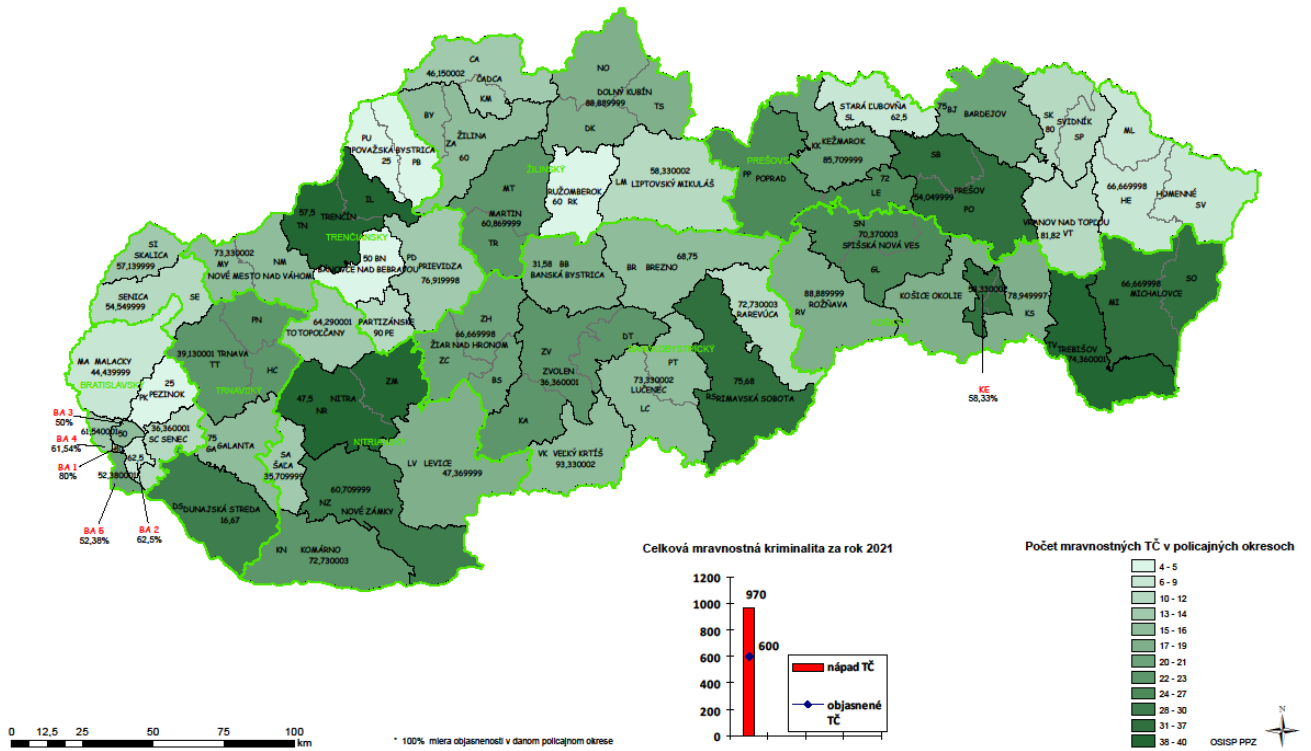 CA
46,150002
ČADCA
KM
NO
DOLNÝ KUBÍN
88,889999
TS
DK
BY
ŽILINA
ZA
60
PU
POVAŽSKÁ BYSTRICA
25 PB
ŽILINSKÝ
RUŽOMBEROK
60 RK
58,330002
LM LIPTOVSKÝ MIKULÁŠ
MT
MARTIN
60,869999
TR
STARÁ ĽUBOVŇA
SL 62,5
75 BJ
BARDEJOV
SK
80
SVIDNÍK
SP
ML
66,669998
HE
HUMENNÉ
SV
KEŽMAROK
KK
85,709999
PREŠOVSKÝ
PP
POPRAD
72
LE
SB
PREŠOV
54,049999
PO
VRANOV NAD TOPĽOU
81,82 VT
IL
57,5
TN
TRENČÍN
TRENČIANSKY
50 BN
BÁNOVCE NAD BEBRAVOU
PD
PRIEVIDZA
76,919998
73,330002
MY
NM
NOVÉ MESTO NAD VÁHOM
SI
SKALICA
57,139999
SENICA
54,549999
SE
31,58 BB
BANSKÁ BYSTRICA
BR BREZNO
68,75
SN
70,370003
SPIŠSKÁ NOVÁ VES
GL
72,730003
RAREVÚCA
88,889999
RV
ROŽŇAVA
KOŠICE OKOLIE
58,330002
78,949997
KS
66,669998
MI
MICHALOVCE
SO
TV
TREBIŠOV
74,360001
KE
58,33%
PARTIZÁNSKE
90 PE
64,290001
TO TOPOĽČANY
PN
39,130001 TRNAVA
TT
HC
TRNAVSKÝ
MA MALACKY
44,439999
BRATISLAVSKÝ
25
PEZINOK
PK
36,360001
SC SENEC
BA 3
50%
BA 4
61,54%
BA 1
80%
BA 5
52,38%
BA 2
62,5%
61,540001
50
62,5
52,380001
75
GA
GALANTA
SA
ŠAĽA
35,709999
ZM
47,5
NR
NITRA
NITRIANSKY
ZH
66,669998
ŽIAR NAD HRONOM
ZC
BS
ZV
ZVOLEN
36,360001
DT
KA
PT
73,330002
LUČENEC
LC
75,68
RS
RIMAVSKÁ SOBOTA
VK VEĽKÝ KRTÍŠ
93,330002
LV LEVICE
47,369999
60,709999
NZ
NOVÉ ZÁMKY
DS
DUNAJSKÁ STREDA
16,67
KN KOMÁRNO
72,730003
Celková mravnostná kriminalita za rok 2021
1200
1000
800
600
400
200
0
970
600
nápad TČ
objasnené
TČ
Počet mravnostných TČ v policajných okresoch
4 - 5
6 - 9
10 - 12
13 - 14
15 - 16
17 - 19
20 - 21
22 - 23
24 - 27
28 - 30
31 - 37
38 - 40
OSISP PPZ
N
0 12,5 25 50 75 100
km
* 100% miera objasnenosti v danom policajnom okrese